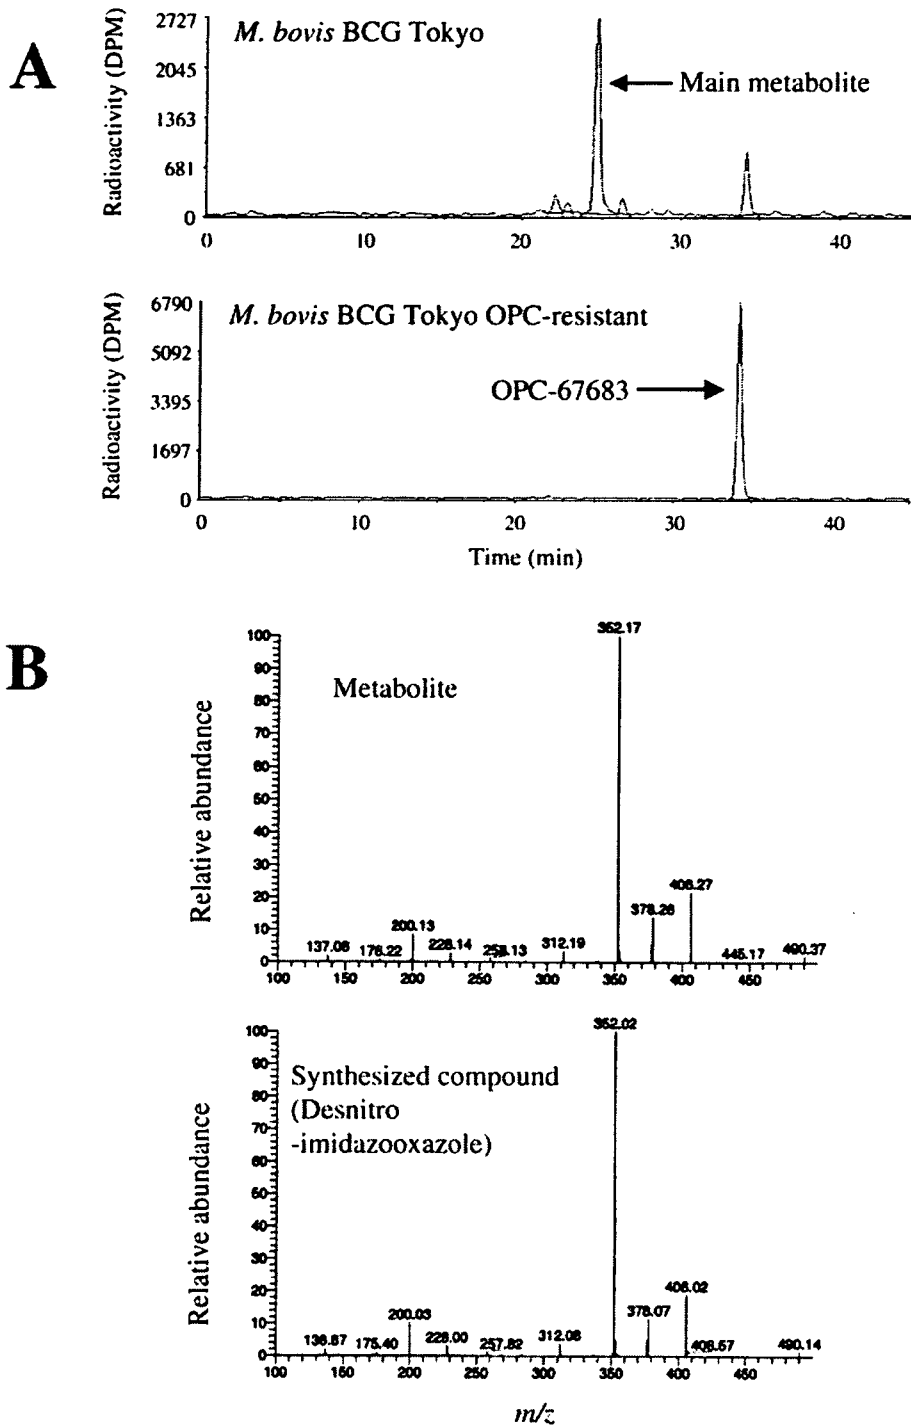 A
M. bovis BCG Tokyo
Main metabolite
Radioactivity (DPM)
2727
2045
1363
681
0
0 10 20 30 40
M. bovis BCG Tokyo OPC-resistant
OPC-67683
Radioactivity (DPM)
6790
5092
3395
1697
0
0 10 20 30 40
Time (min)
B
Metabolite
Relative abundance
100
90
80
70
60
50
40
30
20
10
0
352.17
406.27
378.26
200.13
137.08
176.22
228.14
258.13
312.19
445.17
490.37
100 150 200 250 300 350 400 450
Synthesized compound
(Desnitro
-imidazooxazole)
Relative abundance
100
90
80
70
60
50
40
30
20
10
0
352.02
406.02
378.07
200.03
136.87
175.40
228.00
257.82
312.08
490.14
100 150 200 250 300 350 400 450
m/z